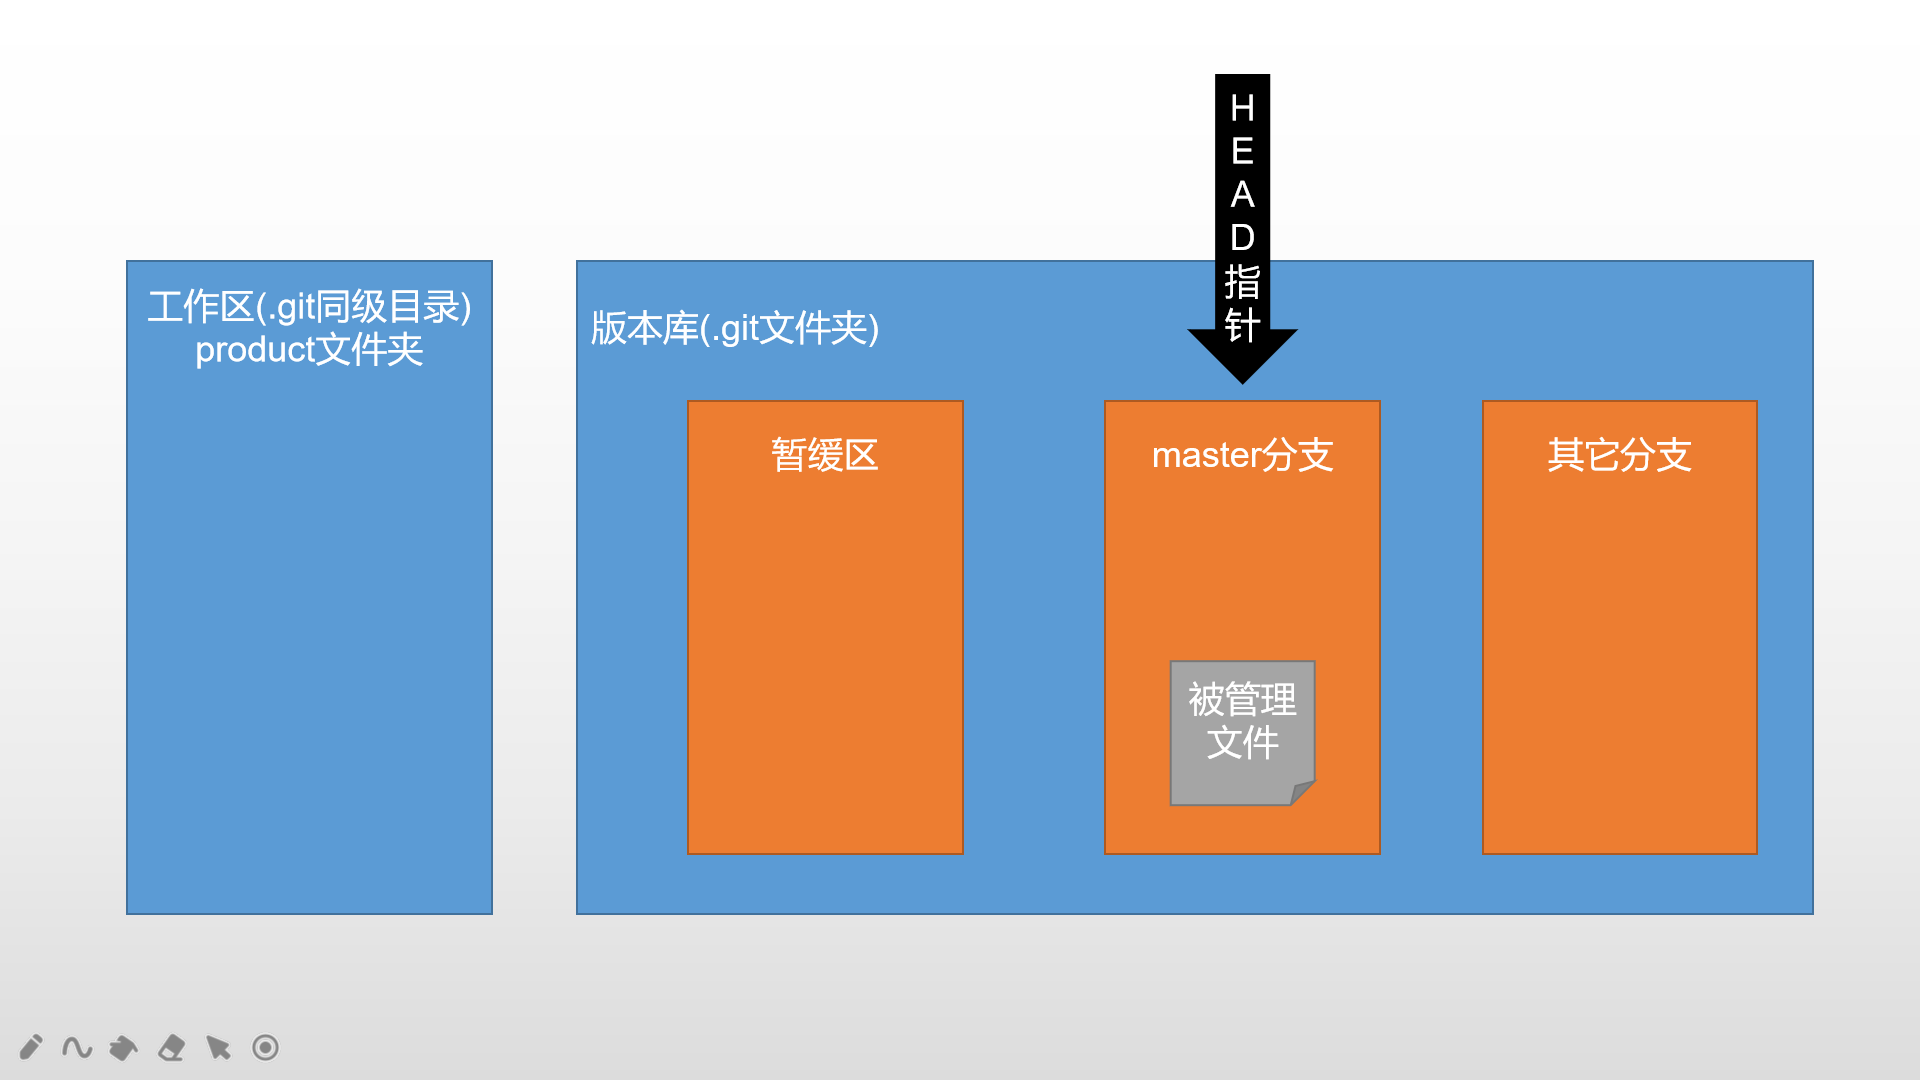 HEAD指针
工作区(.git同级目录)
product文件夹
版本库(.git文件夹)
暂缓区
master分支
其它分支
被管理
文件